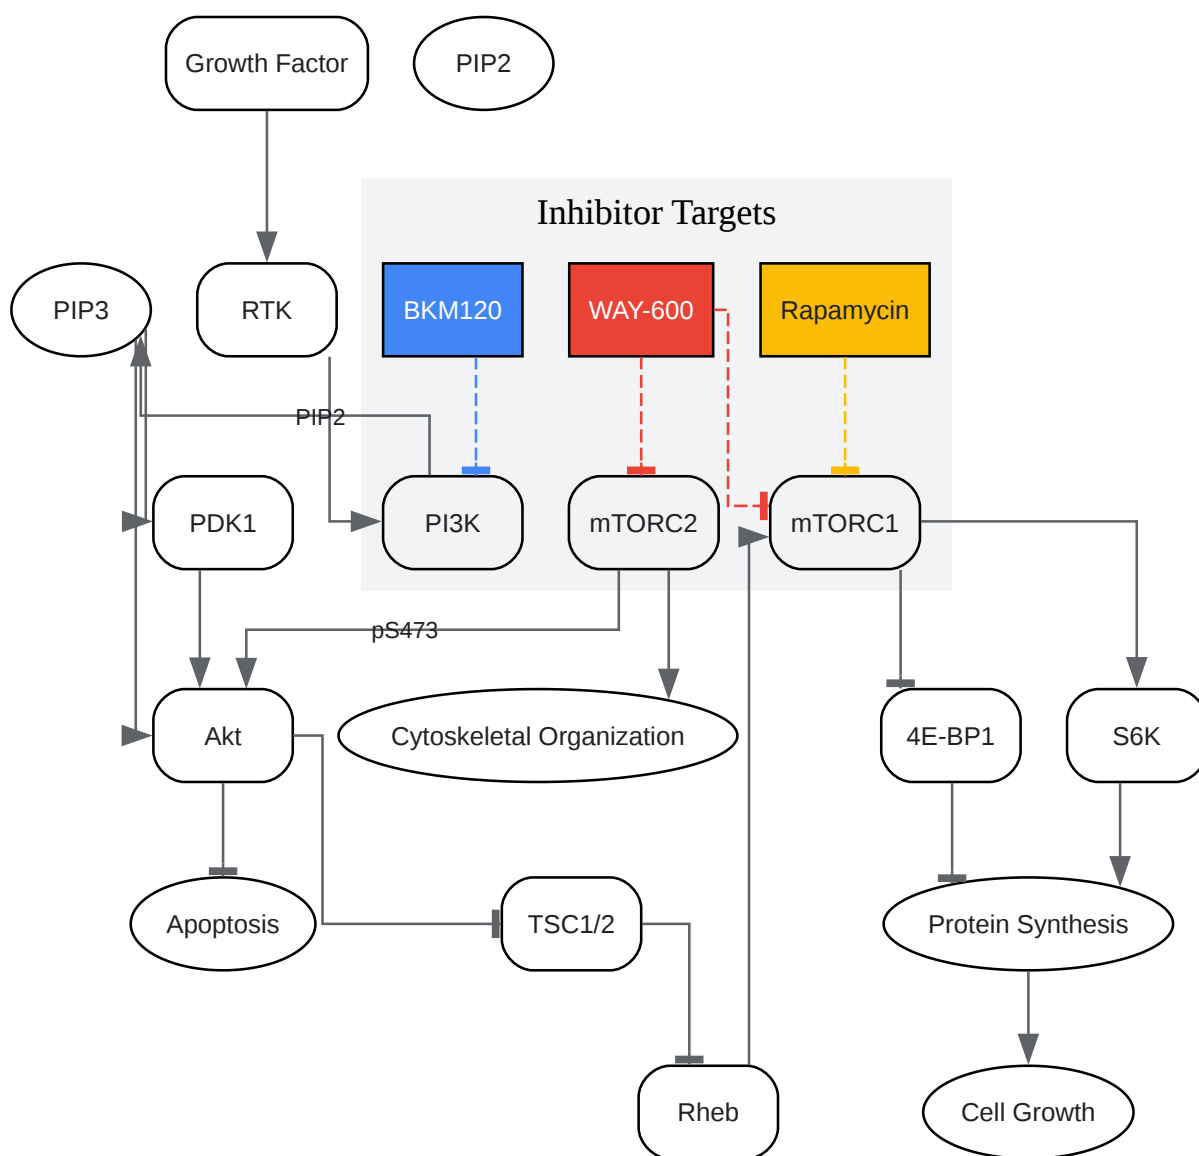 Growth Factor
PIP2
Inhibitor Targets
PIP3
RTK
BKM120
WAY-600
Rapamycin
PIP2
PDK1
PI3K
mTORC2
mTORC1
pS473
Akt
Cytoskeletal Organization
4E-BP1
S6K
Apoptosis
TSC1/2
Protein Synthesis
Rheb
Cell Growth